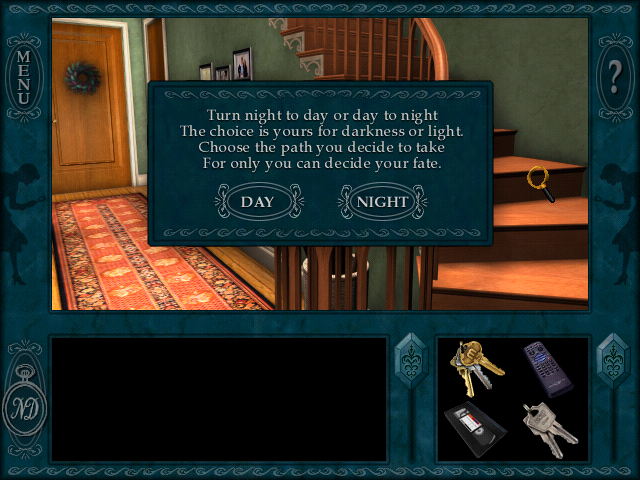 MENU
?
Turn night to day or day to night
The choice is yours for darkness or light.
Choose the path you decide to take
For only you can decide your fate.
DAY
NIGHT
ND